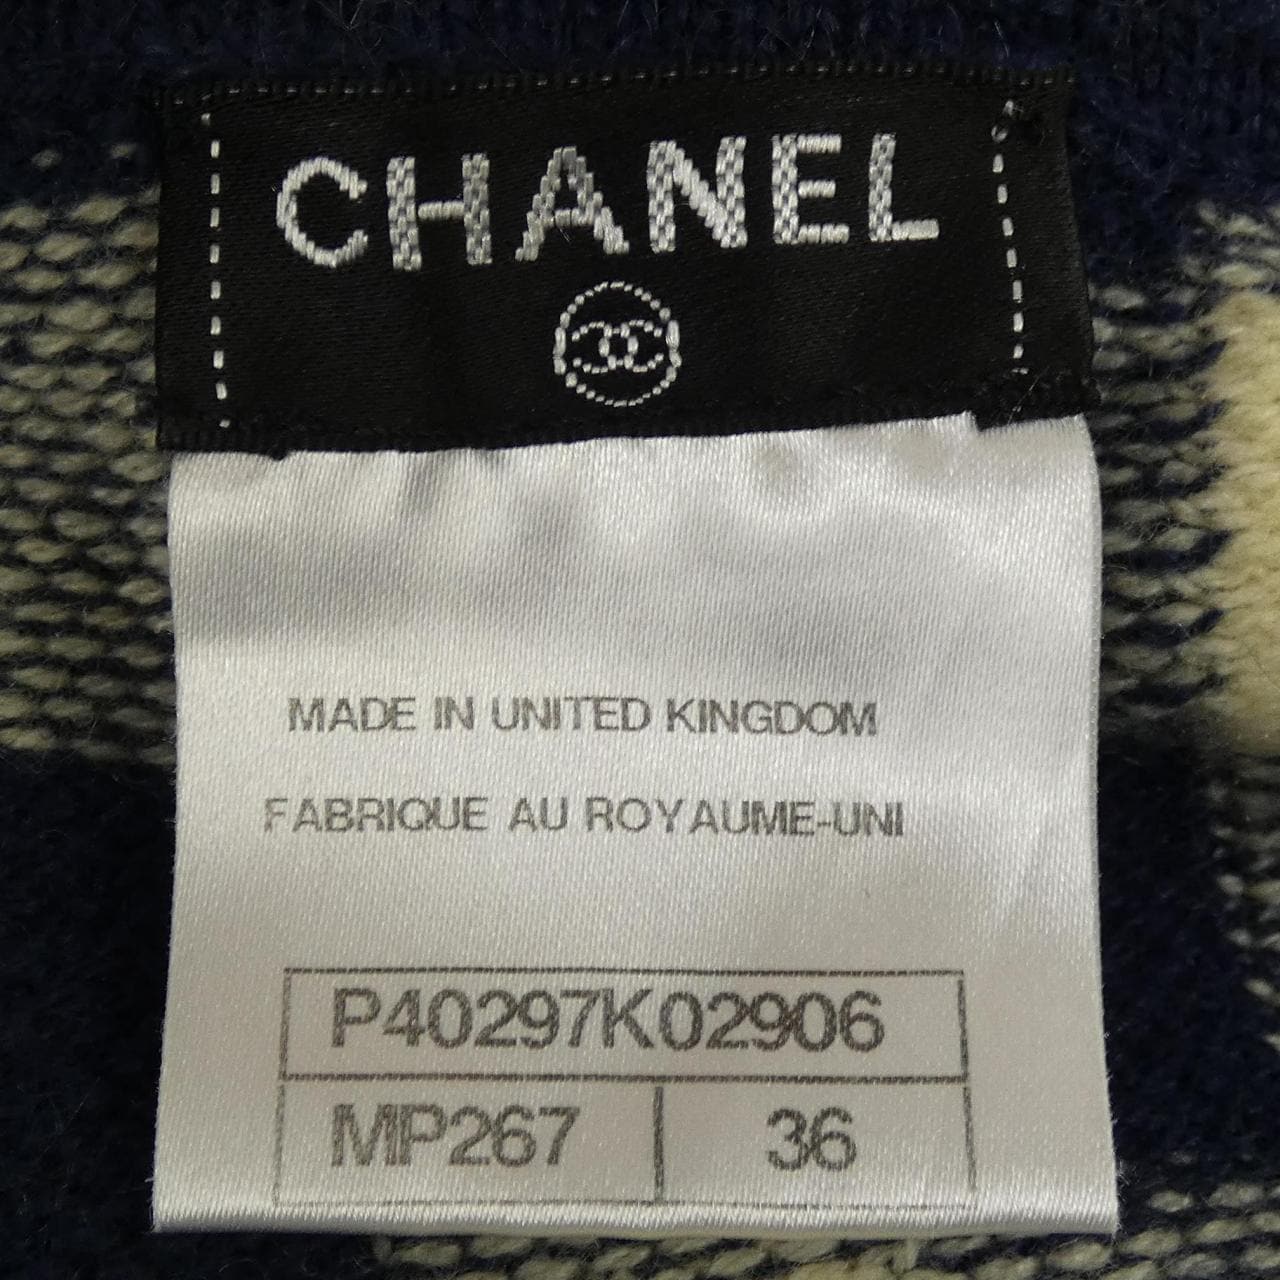 CHANEL
MADE IN UNITED KINGDOM
FABRIQUE AU ROYAUME-UNI
P40297K02906
MP267 36